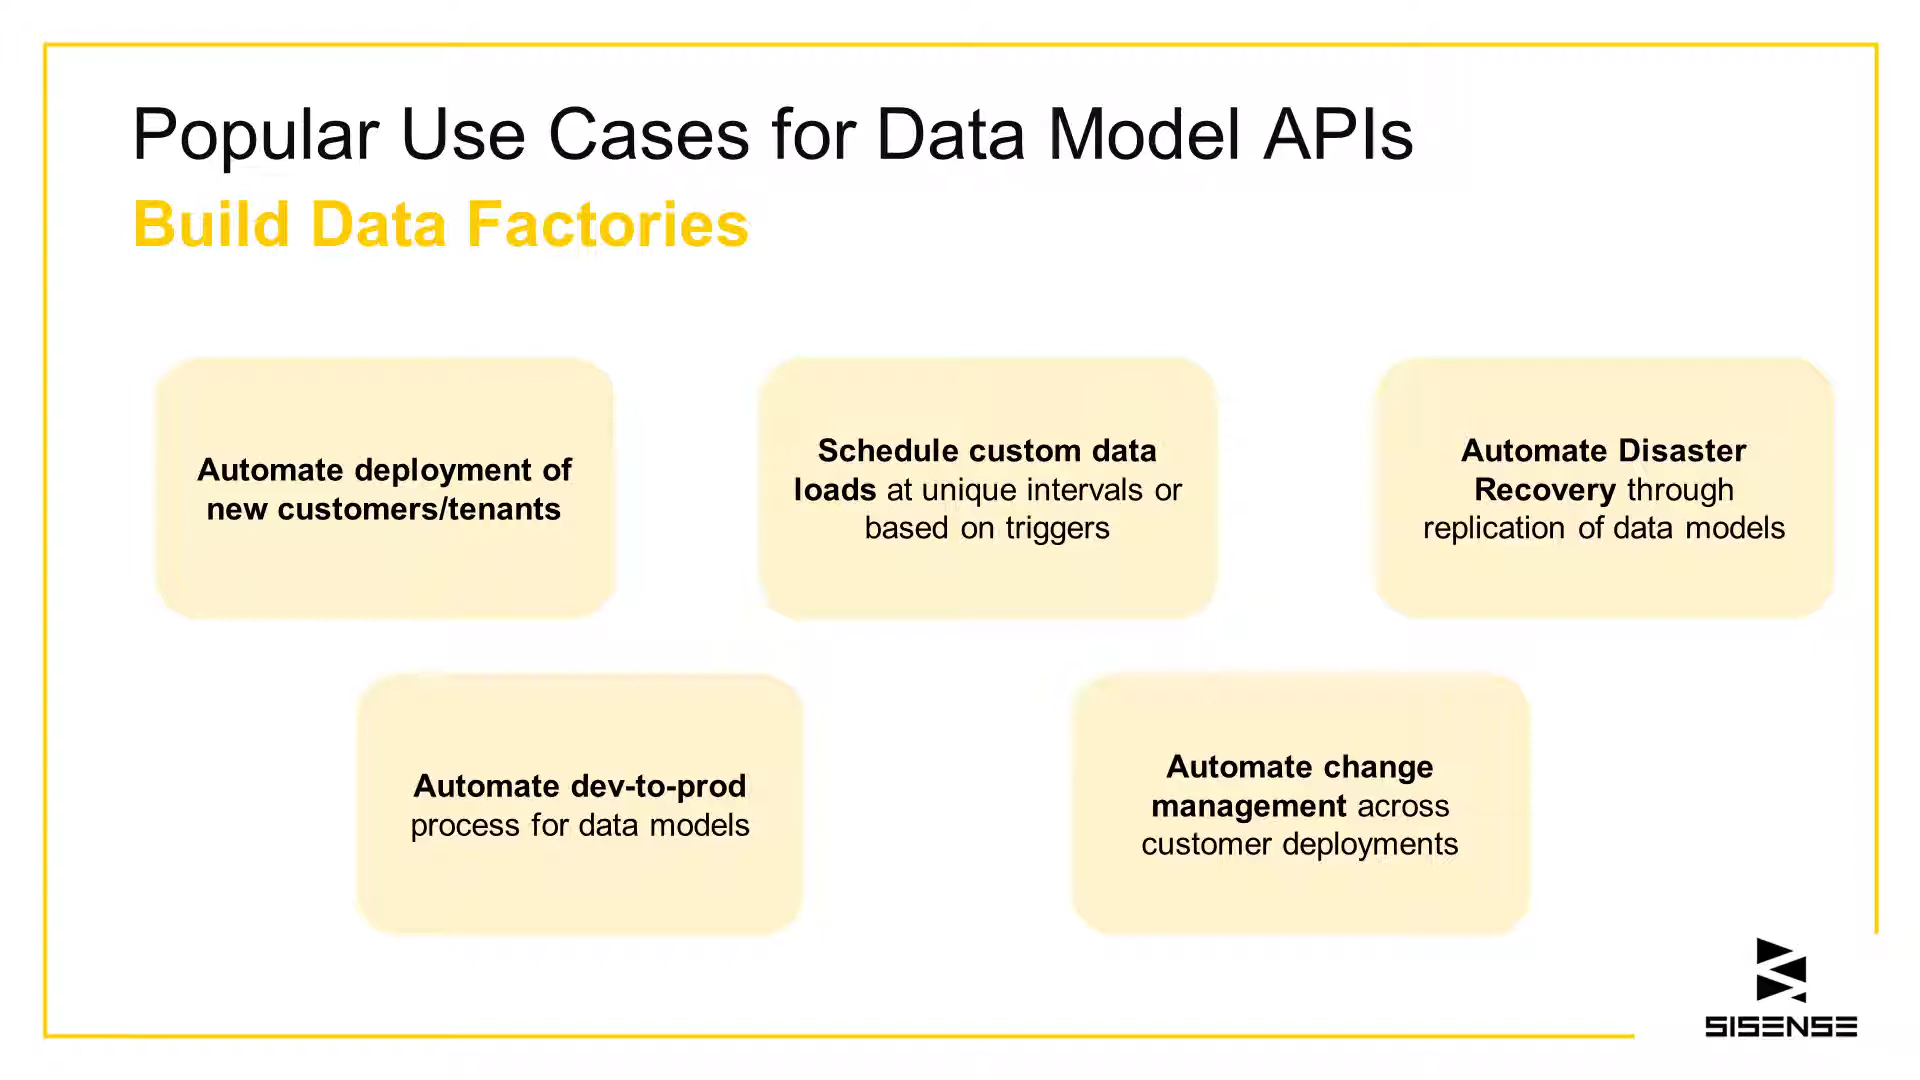 Popular Use Cases for Data Model APIs
Build Data Factories
Automate deployment of
new customers/tenants
Schedule custom data
loads at unique intervals or
based on triggers
Automate Disaster
Recovery through
replication of data models
Automate dev-to-prod
process for data models
Automate change
management across
customer deployments
SISENSE